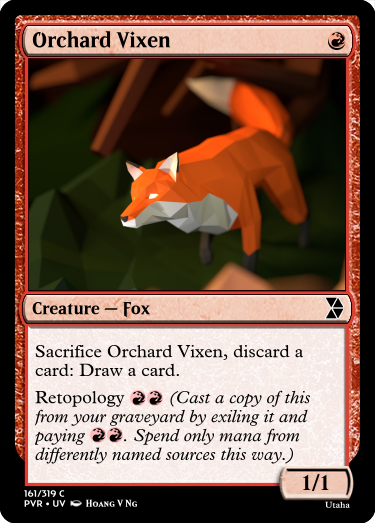 Orchard Vixen
Creature — Fox
Sacrifice Orchard Vixen, discard a
card: Draw a card.
Retopology (Cast a copy of this
from your graveyard by exiling it and
paying . Spend only mana from
differently named sources this way.)
1/1
161/319 C
PVR • UV Hoang V Ng
Utaha